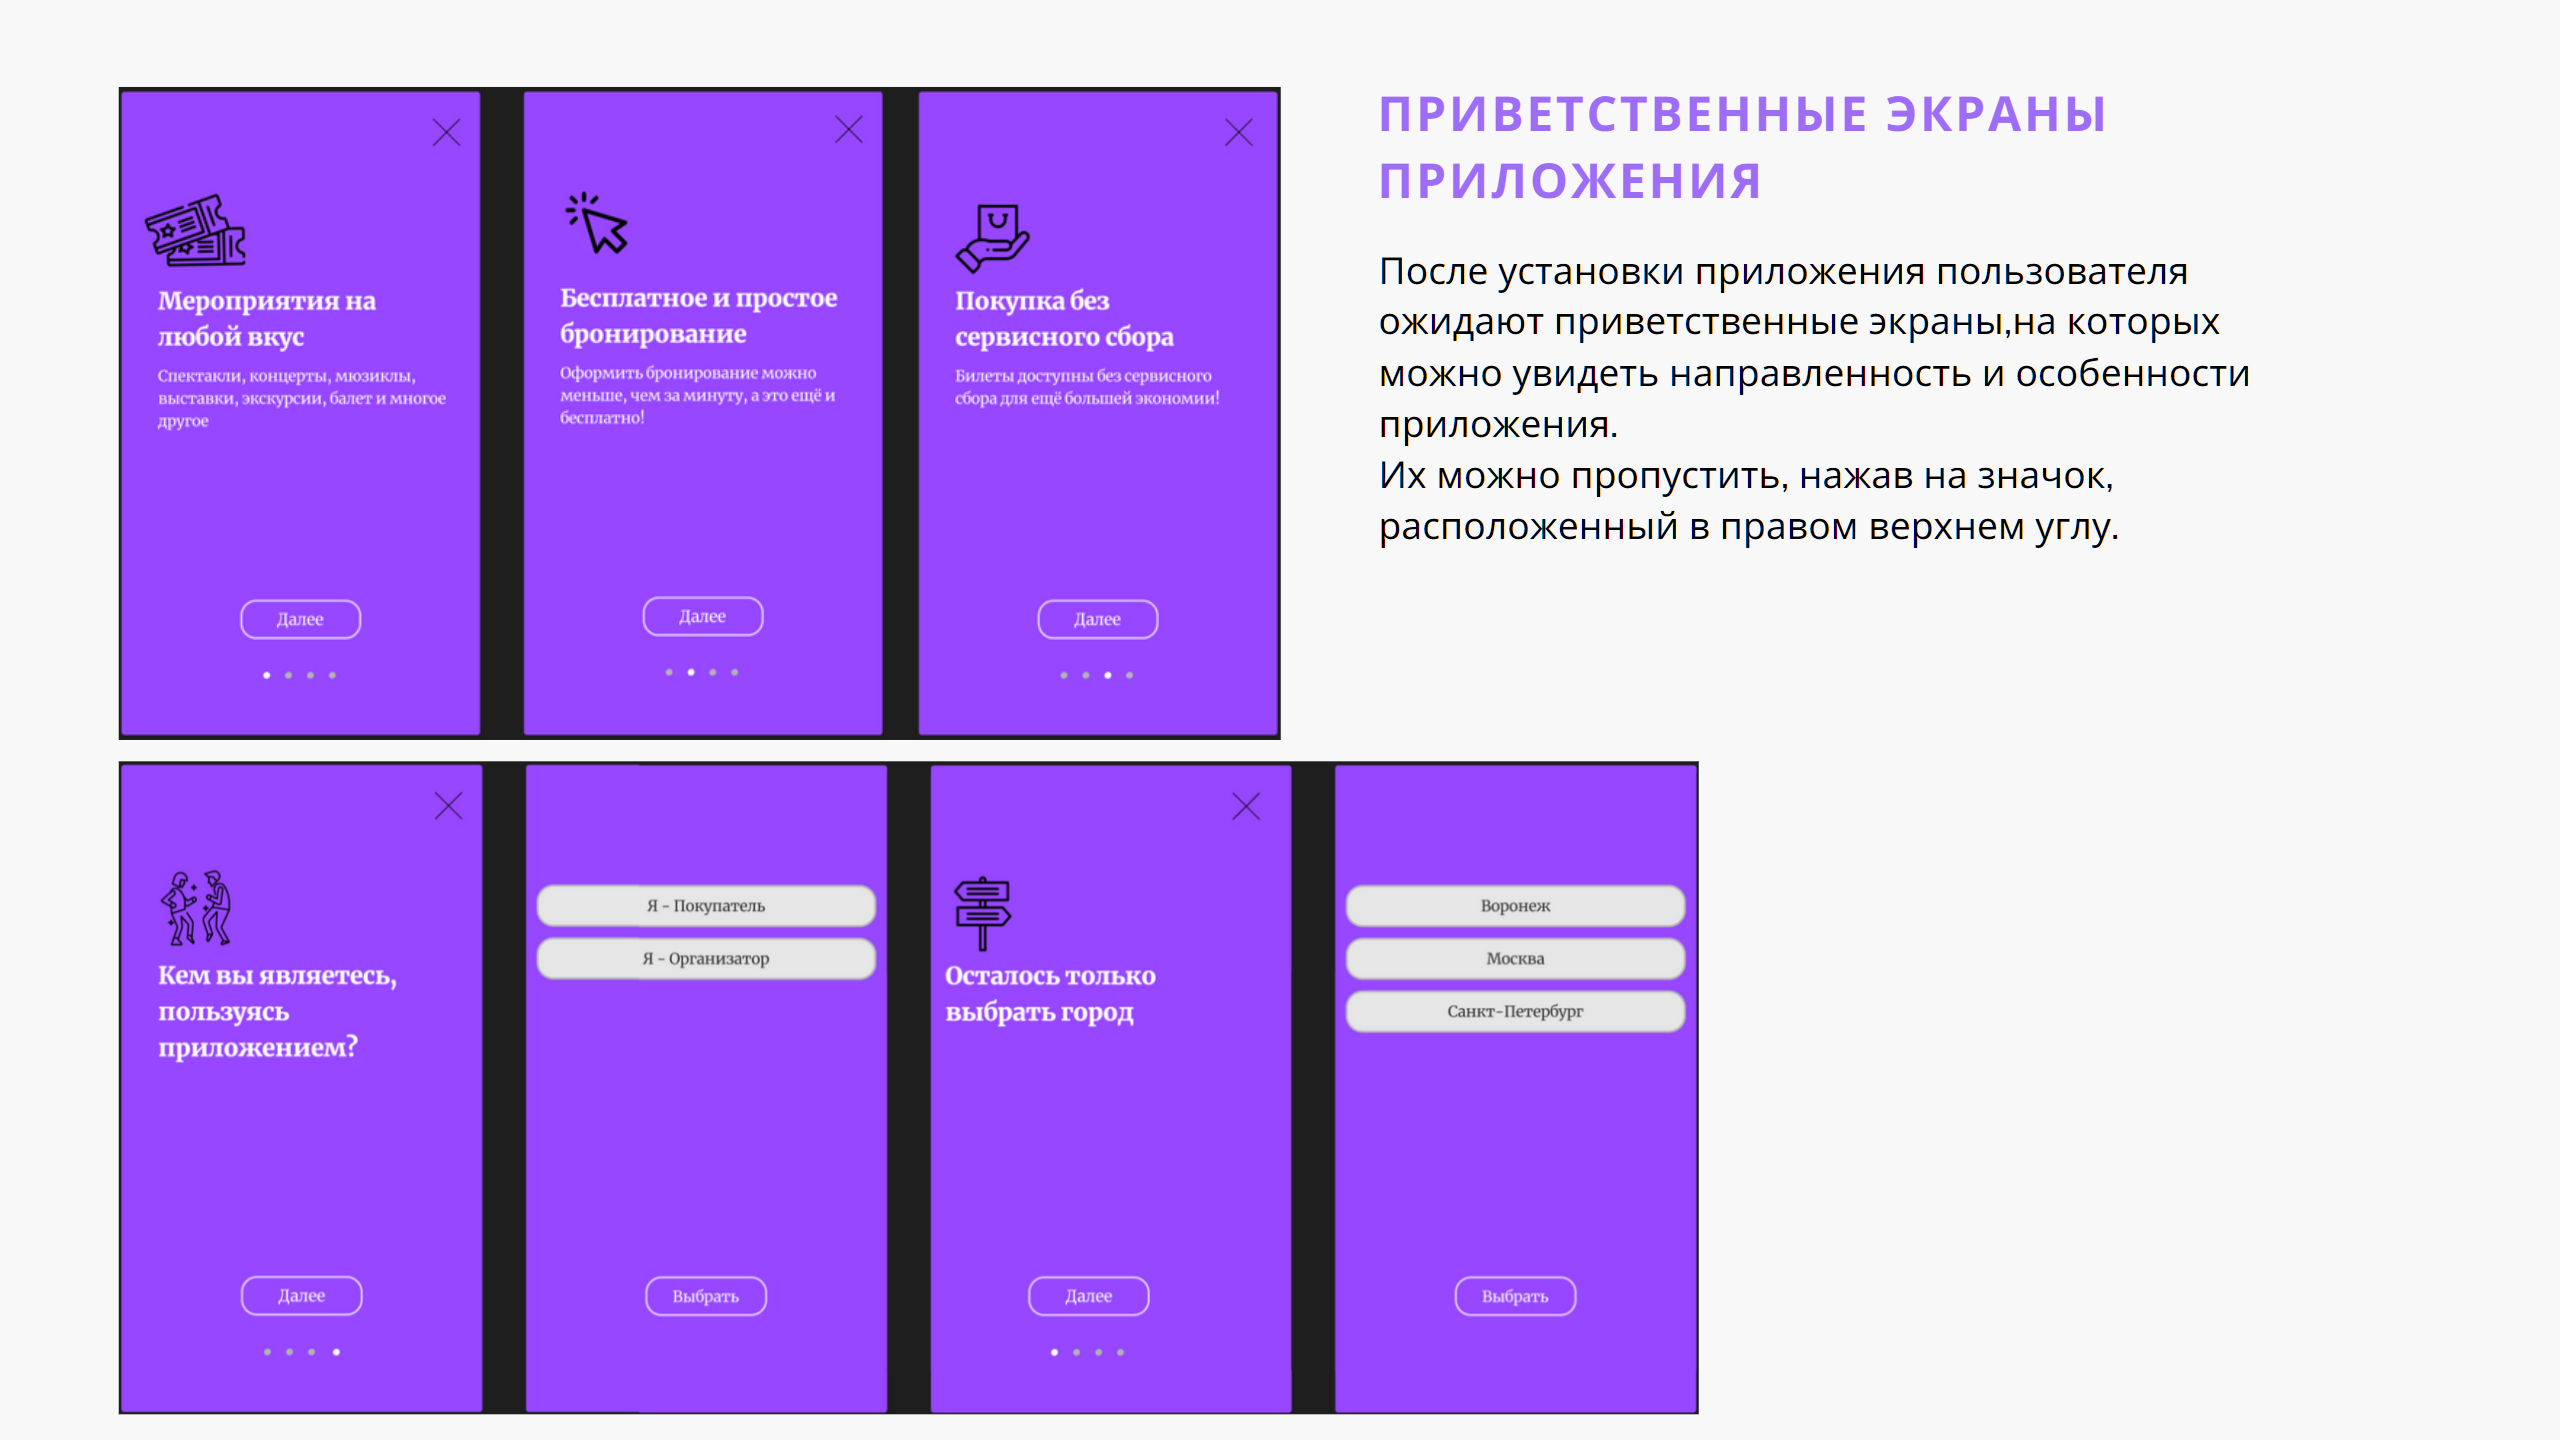 ПРИВЕТСТВЕННЫЕ ЭКРАНЫ
ПРИЛОЖЕНИЯ
После установки приложения пользователя
ожидают приветственные экраны,на которых
можно увидеть направленность и особенности
приложения.
Их можно пропустить, нажав на значок,
расположенный в правом верхнем углу.
Мероприятия на
любой вкус
Спектакли, концерты, мюзиклы,
выставки, экскурсии, балет и многое
другое
Далее
Бесплатное и простое
бронирование
Оформить бронирование можно
меньше, чем за минуту, а это ещё и
бесплатно!
Далее
Покупка без
сервисного сбора
Билеты доступны без сервисного
сбора для ещё большей экономии!
Далее
Кем вы являетесь,
пользуясь
приложением?
Далее
Я - Покупатель
Я - Организатор
Выбрать
Осталось только
выбрать город
Далее
Воронеж
Москва
Санкт-Петербург
Выбрать